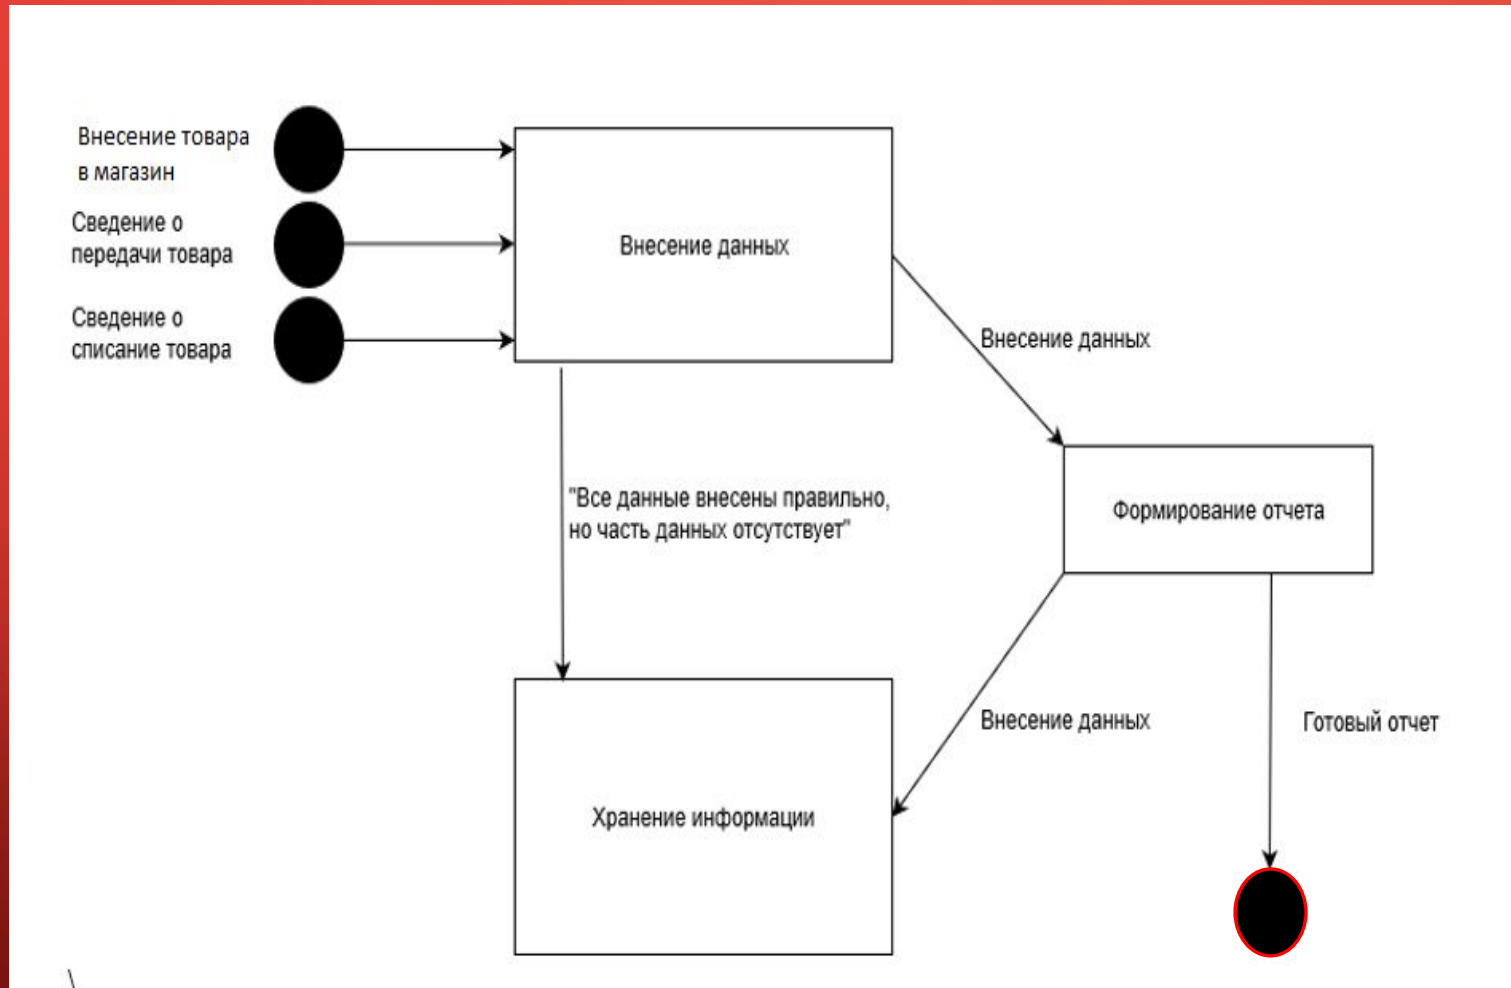 Внесение товара
в магазин
Сведение о
передачи товара
Сведение о
списание товара
Внесение данных
Внесение данных
"Все данные внесены правильно,
но часть данных отсутствует"
Формирование отчета
Внесение данных
Готовый отчет
Хранение информации
\